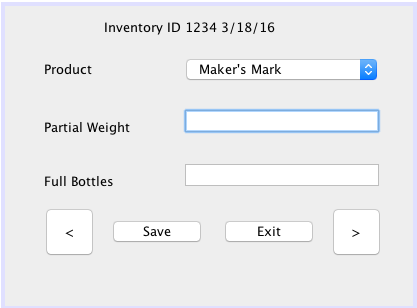 Inventory ID 1234 3/18/16
Product Maker's Mark
Partial Weight
Full Bottles
< Save Exit >